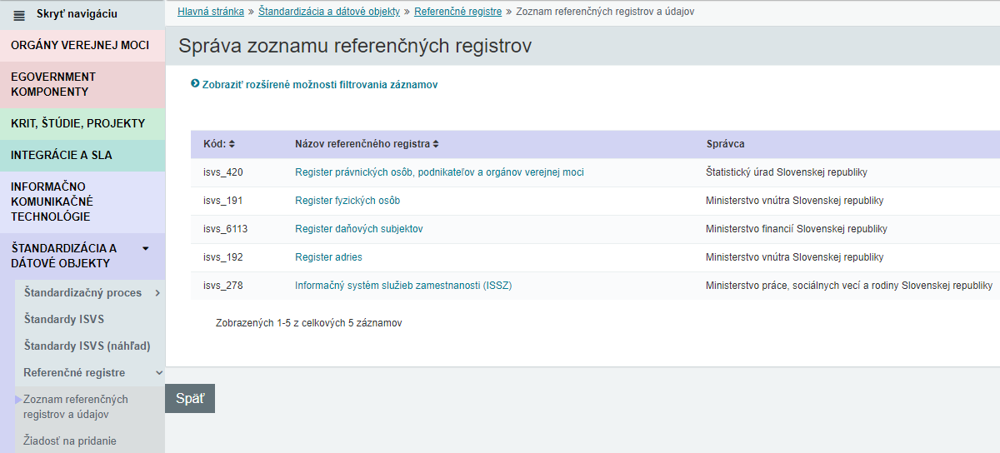 Skryť navigáciu
ORGÁNY VEREJNEJ MOCI
EGOVERNMENT
KOMPONENTY
KRIT, ŠTÚDIE, PROJEKTY
INTEGRÁCIE A SLA
INFORMAČNO
KOMUNIKAČNÉ
TECHNOLÓGIE
ŠTANDARDIZÁCIA A
DÁTOVÉ OBJEKTY
Štandardizačný proces
Štandardy ISVS
Štandardy ISVS (náhľad)
Referenčné registre
Zoznam referenčných
registrov a údajov
Žiadosť na pridanie
Hlavná stránka » Štandardizácia a dátové objekty » Referenčné registre » Zoznam referenčných registrov a údajov
Správa zoznamu referenčných registrov
Zobraziť rozšírené možnosti filtrovania záznamov
Kód: Názov referenčného registra Správca
isvs_420 Register právnických osôb, podnikateľov a orgánov verejnej moci Štatistický úrad Slovenskej republiky
isvs_191 Register fyzických osôb Ministerstvo vnútra Slovenskej republiky
isvs_6113 Register daňových subjektov Ministerstvo financií Slovenskej republiky
isvs_192 Register adries Ministerstvo vnútra Slovenskej republiky
isvs_278 Informačný systém služieb zamestnanosti (ISSZ) Ministerstvo práce, sociálnych vecí a rodiny Slovenskej republiky
Zobrazených 1-5 z celkových 5 záznamov
Späť